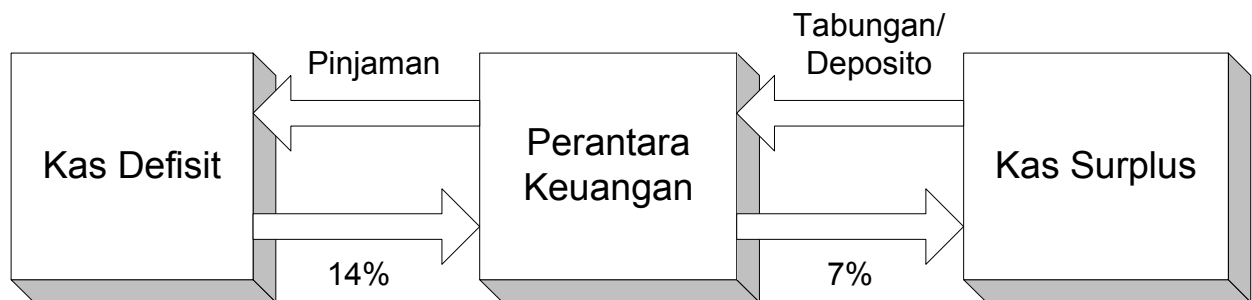 Kas Defisit
Pinjaman
14%
Perantara
Keuangan
Tabungan/
Deposito
7%
Kas Surplus